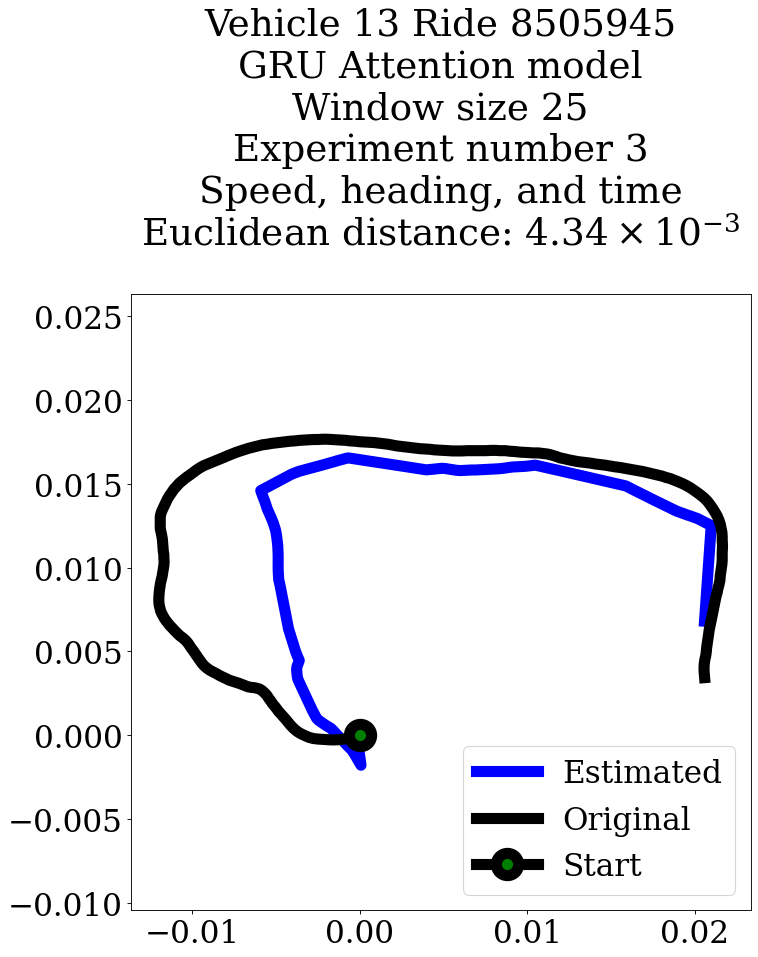 Vehicle 13 Ride 8505945
GRU Attention model
Window size 25
Experiment number 3
Speed, heading, and time
Euclidean distance: 4.34 × 10⁻³
0.025
0.020
0.015
0.010
0.005
0.000
−0.005
−0.010
−0.01 0.00 0.01 0.02
Estimated
Original
Start